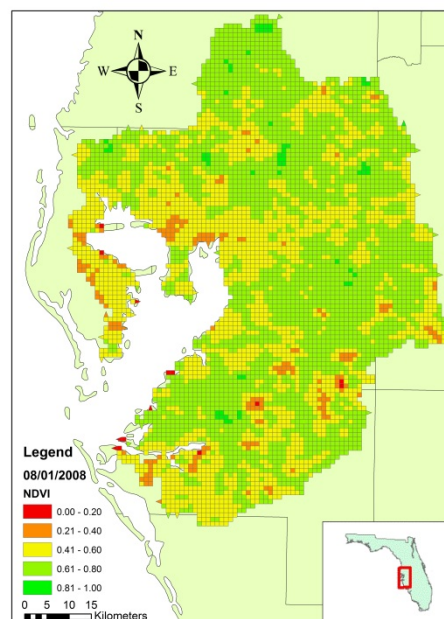 N
W E
S
Legend
08/01/2008
NDVI
0.00 - 0.20
0.21 - 0.40
0.41 - 0.60
0.61 - 0.80
0.81 - 1.00
0 5 10 15
Kilometers